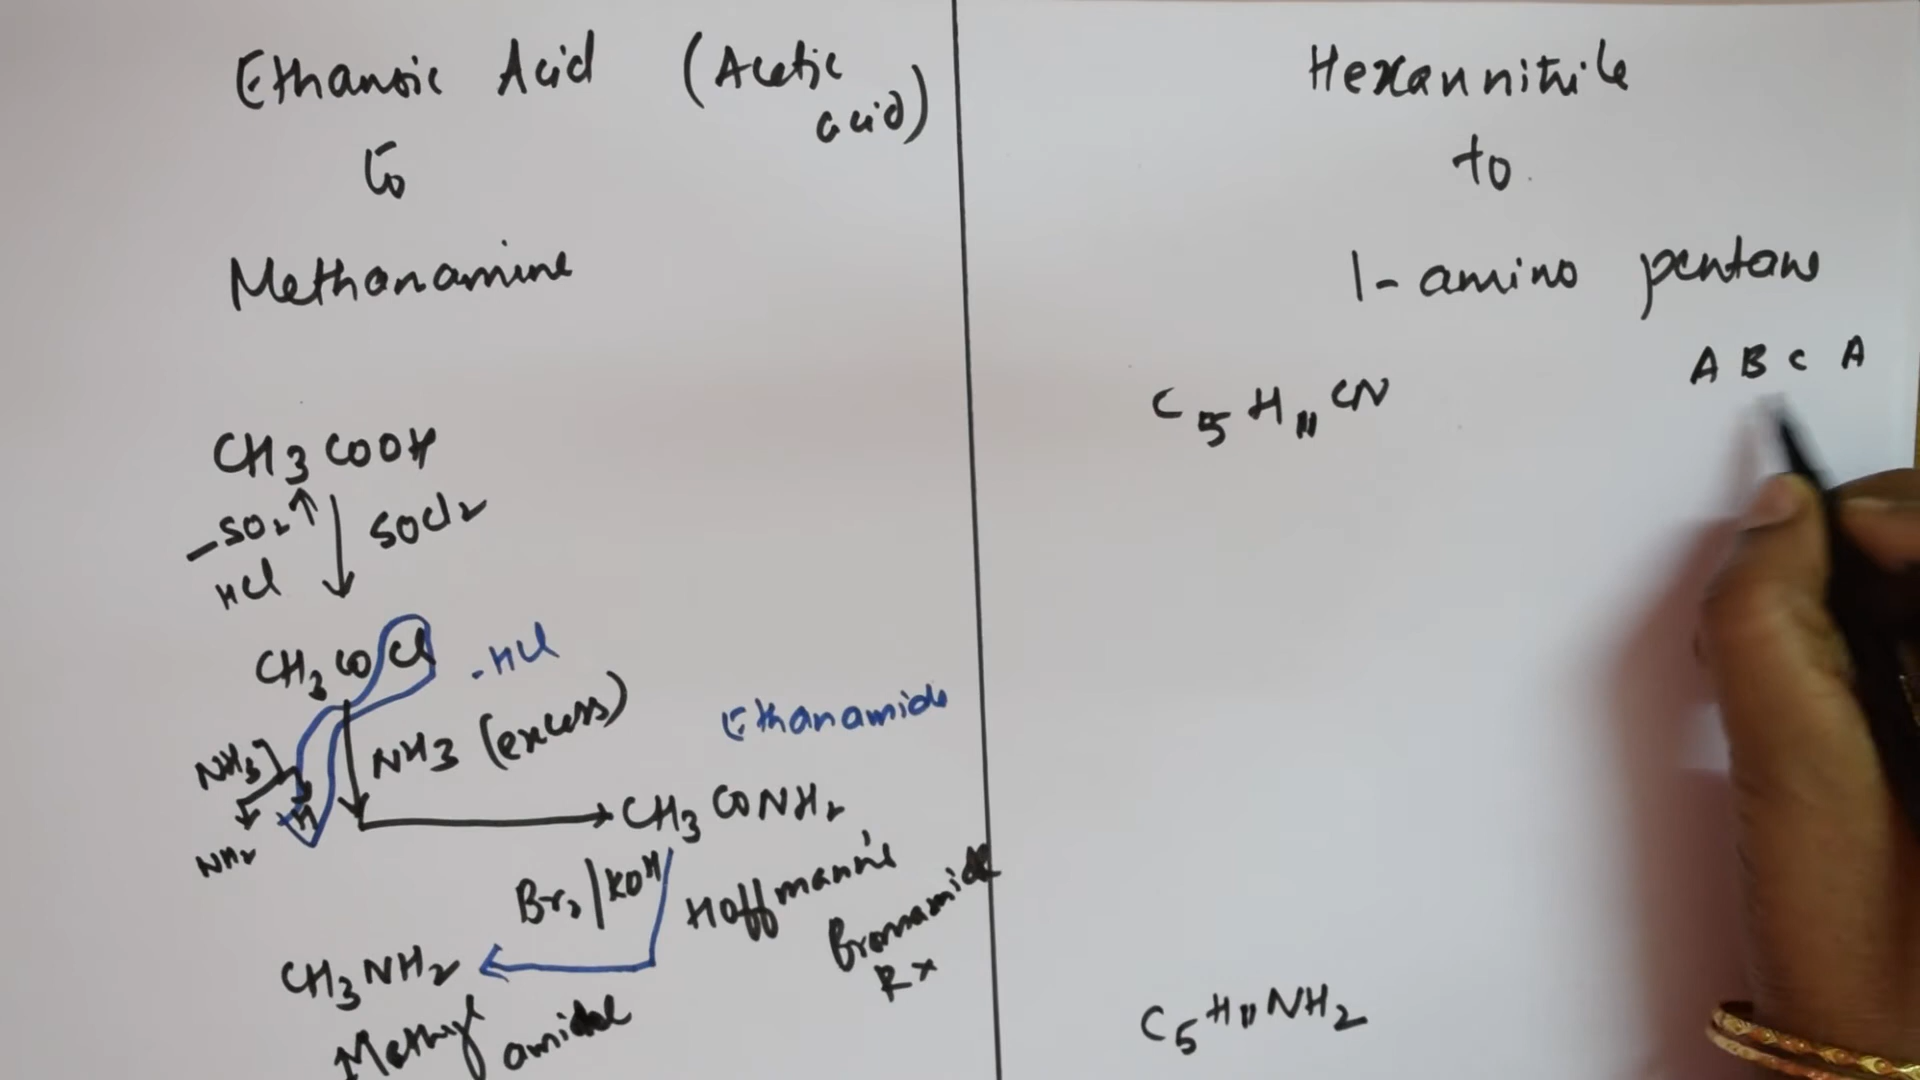 Ethanoic Acid (Acetic
acid)
to
Methanamine
CH3COOH
-SO2↑ SOCl2
HCl
CH3COCl -HCl
NH3 NH3 (excess)
H
NH2
Ethanamide
CH3CONH2
Br2/KOH Hoffmann's
Bromamide
Rx
CH3NH2
Methyl
Hexannitrile
to
1-amino pentane
A B C A
C5H11CN
C5H11NH2